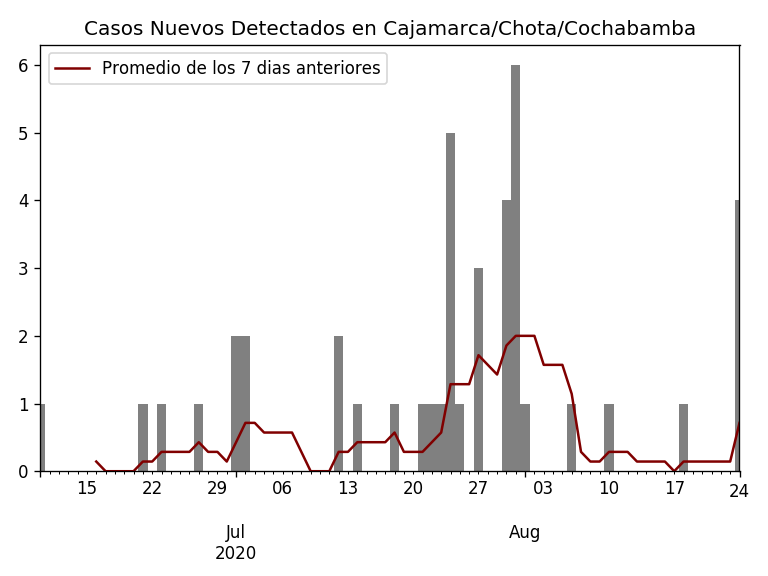 Casos Nuevos Detectados en Cajamarca/Chota/Cochabamba
Promedio de los 7 dias anteriores
6
5
4
3
2
1
0
15 22 29 06 13 20 27 03 10 17 24
Jul Aug
2020